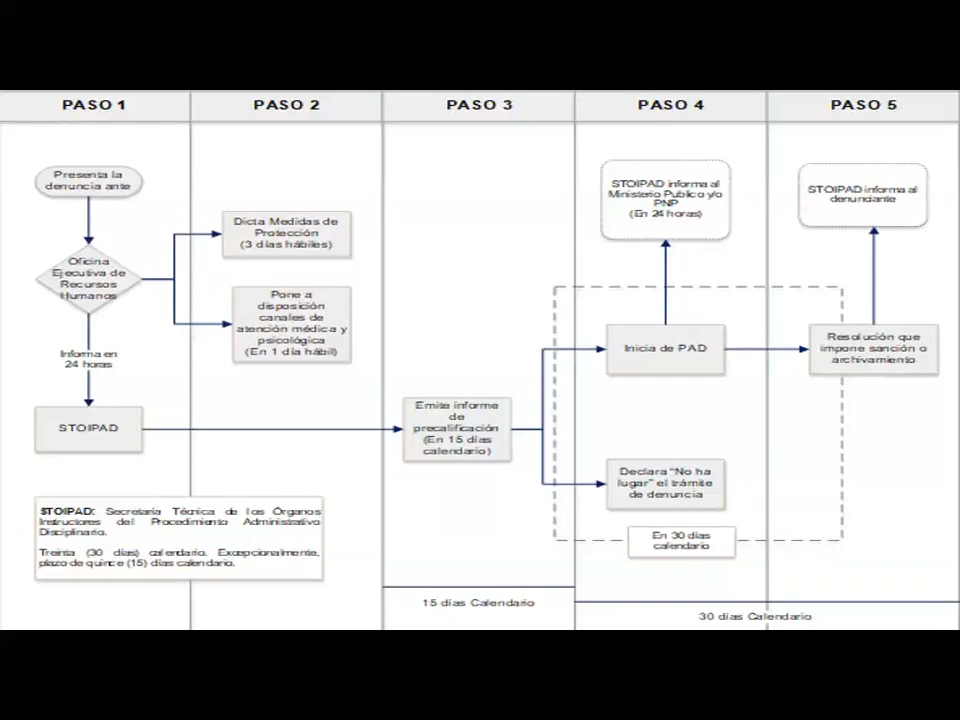 PASO 1
PASO 2
PASO 3
PASO 4
PASO 5
Presenta la
denuncia ante
Oficina
Ejecutiva de
Recursos
Humanos
Informa en
24 horas
STOIPAD
Dicta Medidas de
Protección
(3 días hábiles)
Pone a
disposición
canales de
atención médica y
psicológica
(En 1 día hábil)
Emite informe
de
precalificación
(En 15 días
calendario)
STOIPAD informa al
Ministerio Publico y/o
PNP
(En 24 horas)
Inicia de PAD
Declara “No ha
lugar” el trámite
de denuncia
En 30 días
calendario
STOIPAD informa al
denunciante
Resolución que
impone sanción o
archivamiento
STOIPAD: Secretaría Técnica de los Órganos
Instructores del Procedimiento Administrativo
Disciplinario.
Treinta (30 días) calendario. Excepcionalmente,
plazo de quince (15) días calendario.
15 días Calendario
30 días Calendario